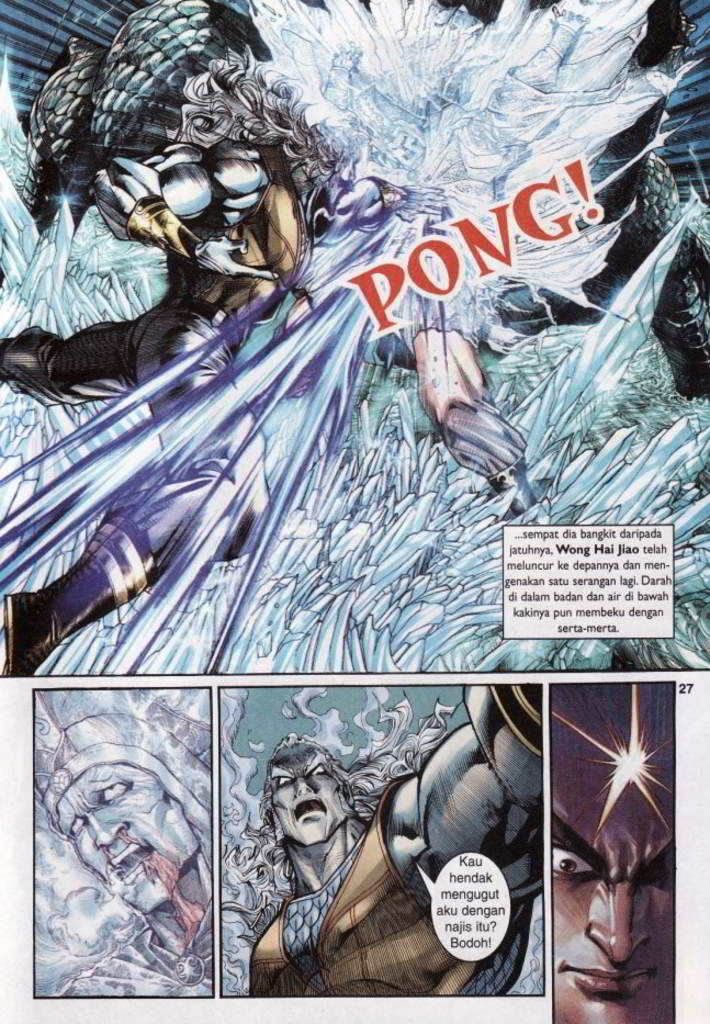 PONG!
...sempat dia bangkit daripada
jatuhnya, Wong Hai Jiao telah
meluncur ke depannya dan men-
genakan satu serangan lagi. Darah
di dalam badan dan air di bawah
kakinya pun membeku dengan
serta-merta.
27
Kau
hendak
mengugut
aku dengan
najis itu?
Bodoh!